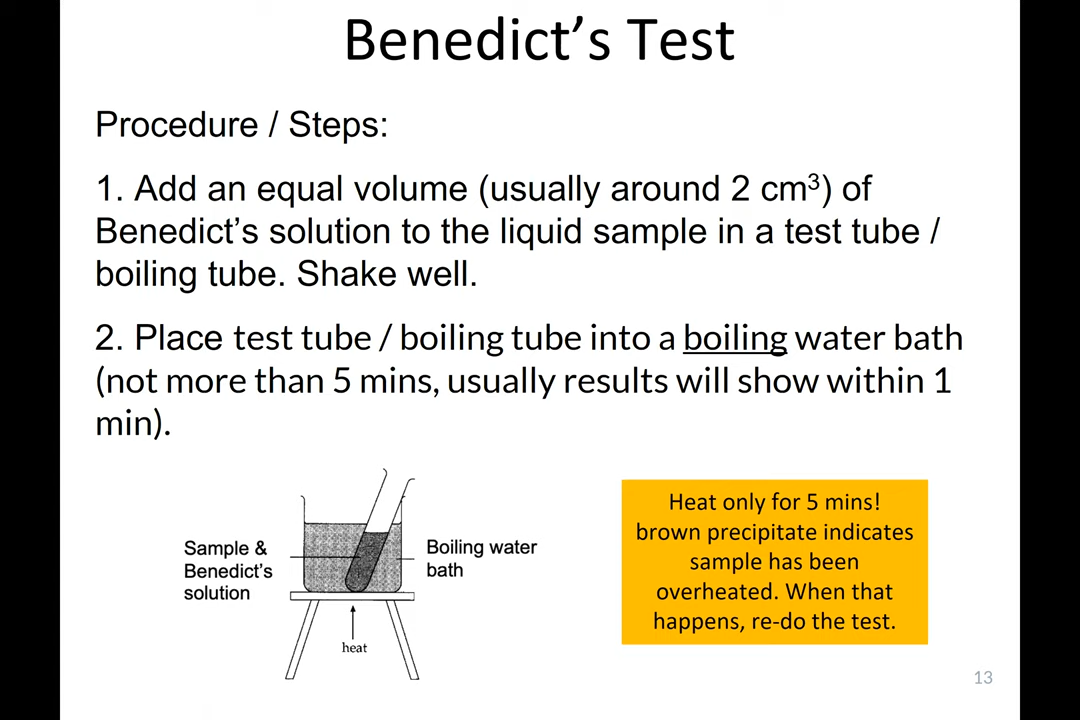 Benedict’s Test
Procedure / Steps:
1. Add an equal volume (usually around 2 cm³) of
Benedict’s solution to the liquid sample in a test tube /
boiling tube. Shake well.
2. Place test tube / boiling tube into a boiling water bath
(not more than 5 mins, usually results will show within 1
min).
Sample &
Benedict’s
solution
Boiling water
bath
heat
Heat only for 5 mins!
brown precipitate indicates
sample has been
overheated. When that
happens, re-do the test.
13